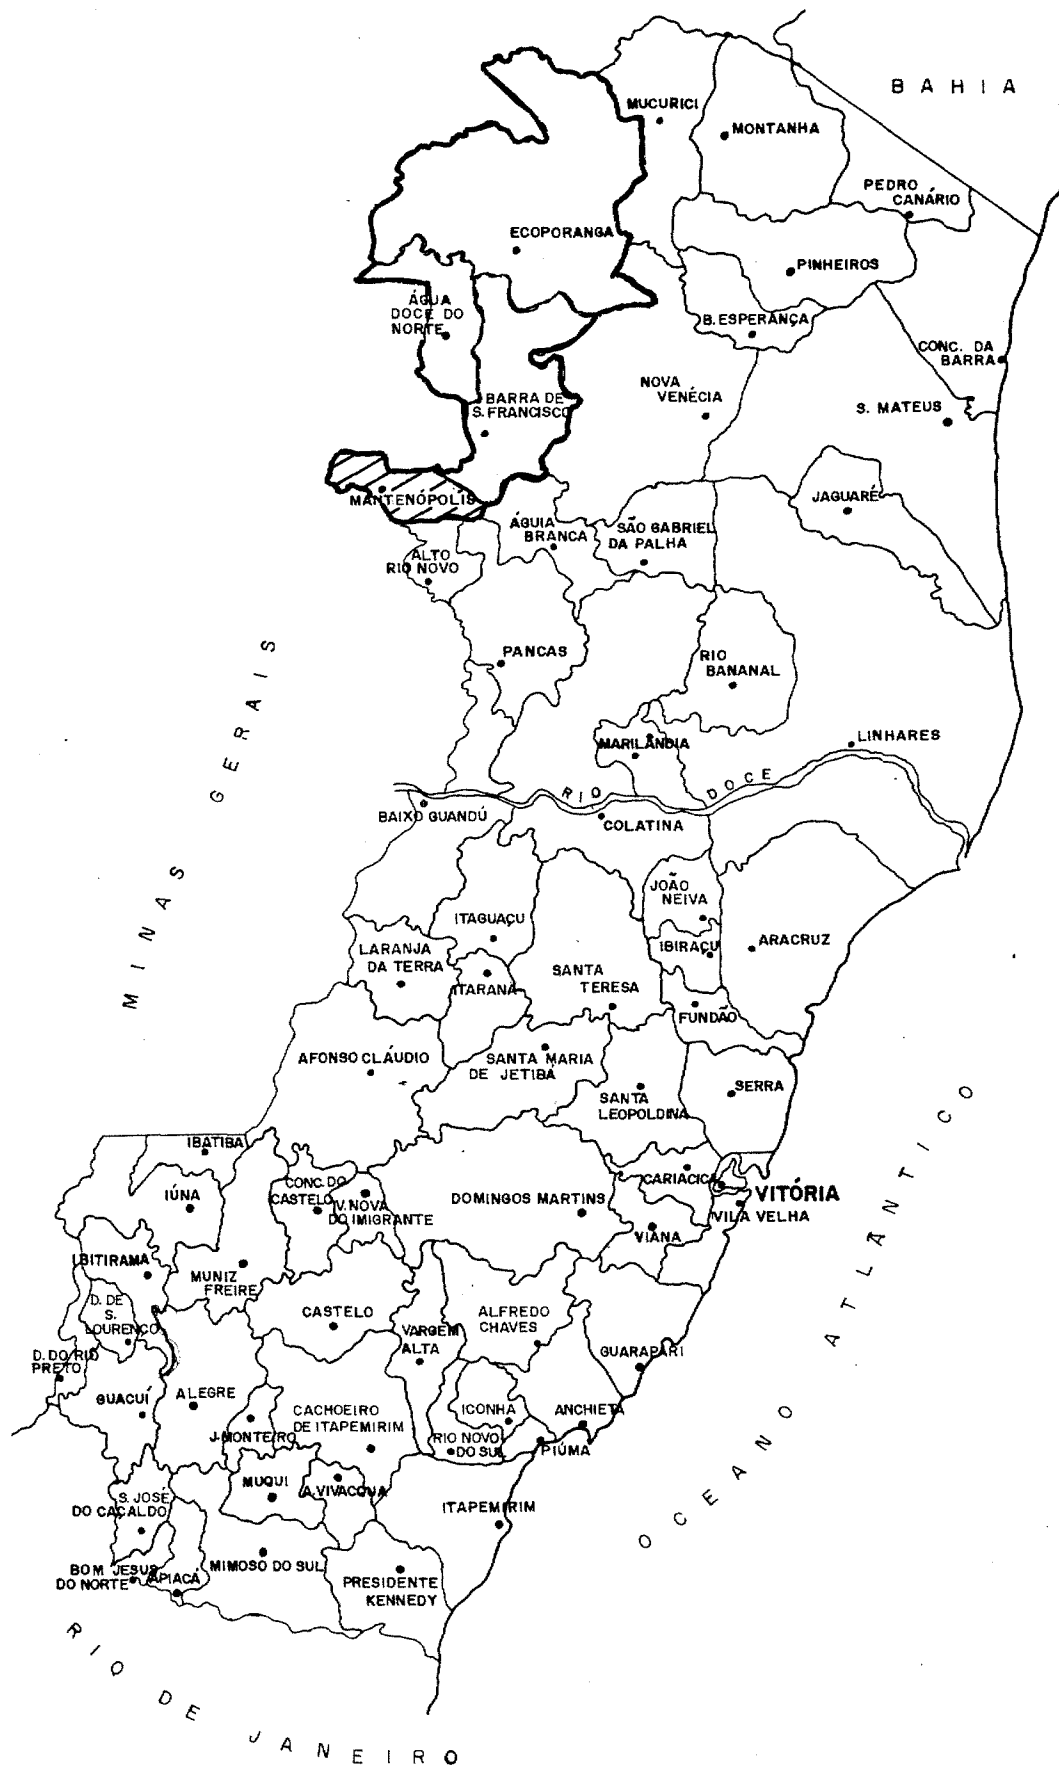 BAHIA
MUCURICI
MONTANHA
PEDRO
CANÁRIO
ECOPORANGA
PINHEIROS
ÁGUA
DOCE DO
NORTE
B. ESPERANÇA
CONC. DA
BARRA
NOVA
VENÉCIA
BARRA DE
S. FRANCISCO
S. MATEUS
MANTENÓPOLIS
JAGUARÉ
ÁGUIA
BRANCA
SÃO GABRIEL
DA PALHA
ALTO
RIO NOVO
PANCAS
RIO
BANANAL
MARILÂNDIA
LINHARES
RIO DOCE
BAIXO GUANDÚ
COLATINA
MINAS GERAIS
JOÃO
NEIVA
ITAGUAÇU
IBIRAÇU
ARACRUZ
LARANJA
DA TERRA
ITARANA
SANTA
TERESA
FUNDÃO
AFONSO CLÁUDIO
SANTA MARIA
DE JETIBÁ
SERRA
SANTA
LEOPOLDINA
IBATIBA
IÚNA
CONC. DO
CASTELO
V. NOVA
DO IMIGRANTE
DOMINGOS MARTINS
CARIACICA
VITÓRIA
VILA VELHA
VIANA
IBITIRAMA
MUNIZ
FREIRE
D. DE
S.
LOURENÇO
CASTELO
ALFREDO
CHAVES
VARGEM
ALTA
D. DO RIO
PRETO
GUARAPARI
GUACUÍ
ALEGRE
CACHOEIRO
DE ITAPEMIRIM
ICONHA
ANCHIETA
J. MONTEIRO
RIO NOVO
DO SUL
PIÚMA
MUQUI
A. VIVACQUA
S. JOSÉ
DO CAÇALDO
ITAPEMIRIM
BOM JESUS
DO NORTE
APIACÁ
MIMOSO DO SUL
PRESIDENTE
KENNEDY
OCEANO ATLÂNTICO
RIO DE JANEIRO